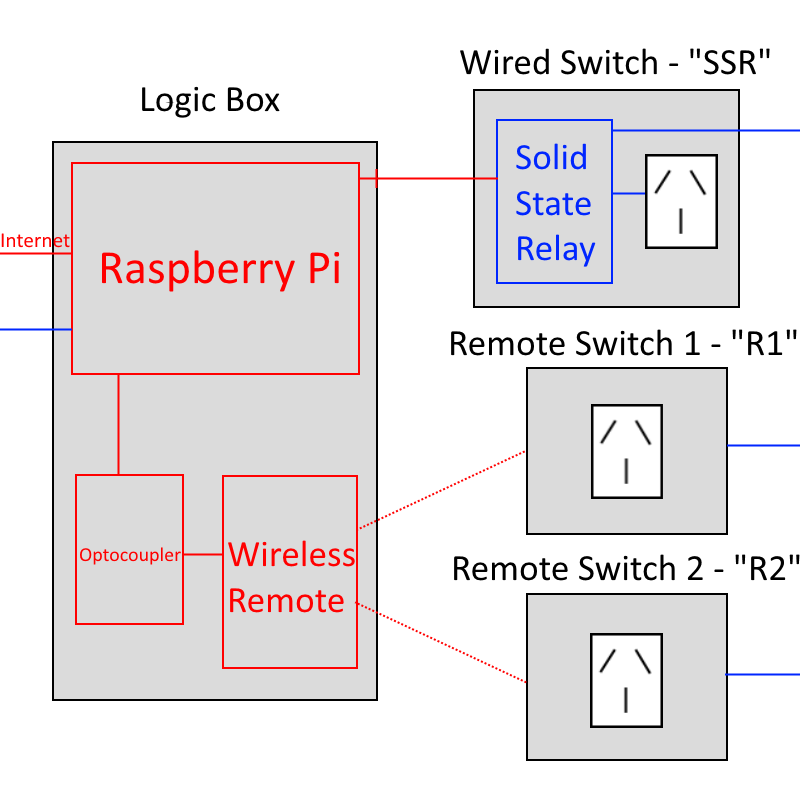 Wired Switch - "SSR"
Logic Box
Solid
State
Relay
Internet
Raspberry Pi
Remote Switch 1 - "R1"
Optocoupler
Wireless
Remote
Remote Switch 2 - "R2"